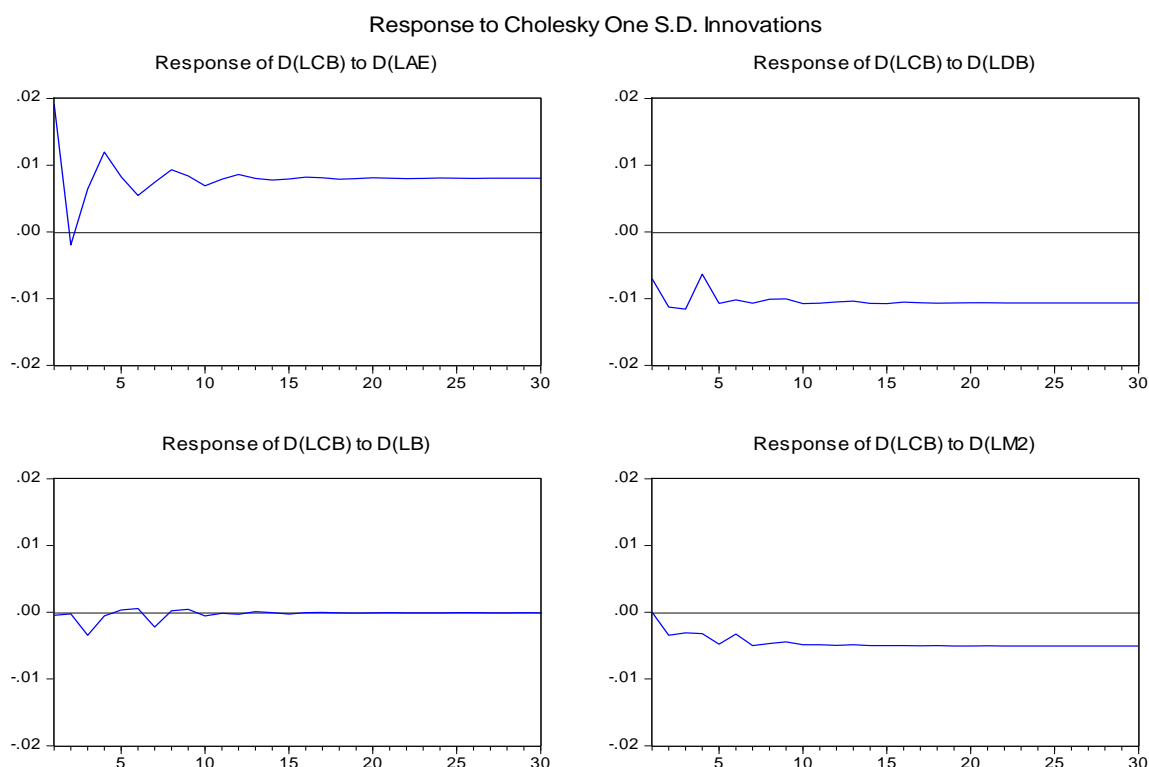 Response to Cholesky One S.D. Innovations
Response of D(LCB) to D(LAE)
.02
.01
.00
-.01
-.02
5 10 15 20 25 30
Response of D(LCB) to D(LDB)
.02
.01
.00
-.01
-.02
5 10 15 20 25 30
Response of D(LCB) to D(LB)
.02
.01
.00
-.01
-.02
5 10 15 20 25 30
Response of D(LCB) to D(LM2)
.02
.01
.00
-.01
-.02
5 10 15 20 25 30